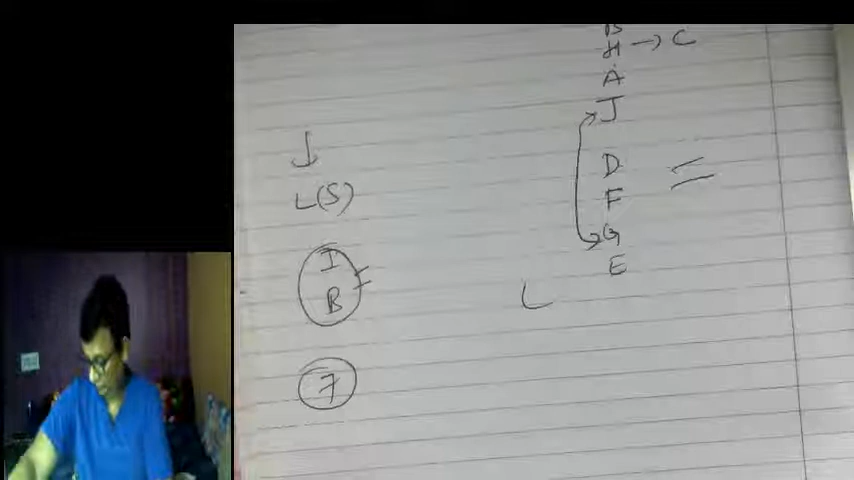 B
H → C
A
J
J
D =
L(S)
F
G
I
E
B =
L
7